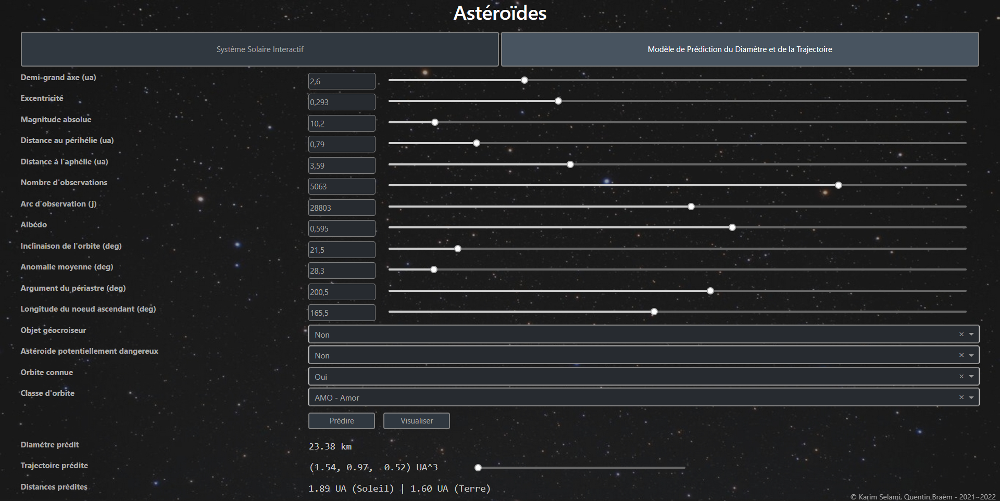 Astéroïdes
Système Solaire Interactif
Modèle de Prédiction du Diamètre et de la Trajectoire
Demi-grand axe (ua) 2,6
Excentricité 0,293
Magnitude absolue 10,2
Distance au périhélie (ua) 0,79
Distance à l'aphélie (ua) 3,59
Nombre d'observations 5063
Arc d'observation (j) 28803
Albédo 0,595
Inclinaison de l'orbite (deg) 21,5
Anomalie moyenne (deg) 28,3
Argument du périastre (deg) 200,5
Longitude du noeud ascendant (deg) 165,5
Objet géocroiseur Non
Astéroide potentiellement dangereux Non
Orbite connue Oui
Classe d'orbite AMO - Amor
Prédire Visualiser
Diamètre prédit 23.38 km
Trajectoire prédite (1.54, 0.97, -0.52) UA^3
Distances prédites 1.89 UA (Soleil) | 1.60 UA (Terre)
© Karim Selami, Quentin Braem - 2021~2022